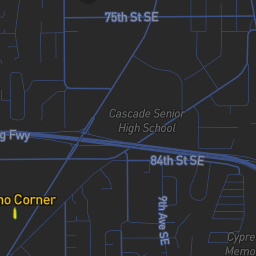 75th St SE
Cascade Senior
High School
g Fwy
84th St SE
no Corner
9th Ave SE
Cypre
Memo